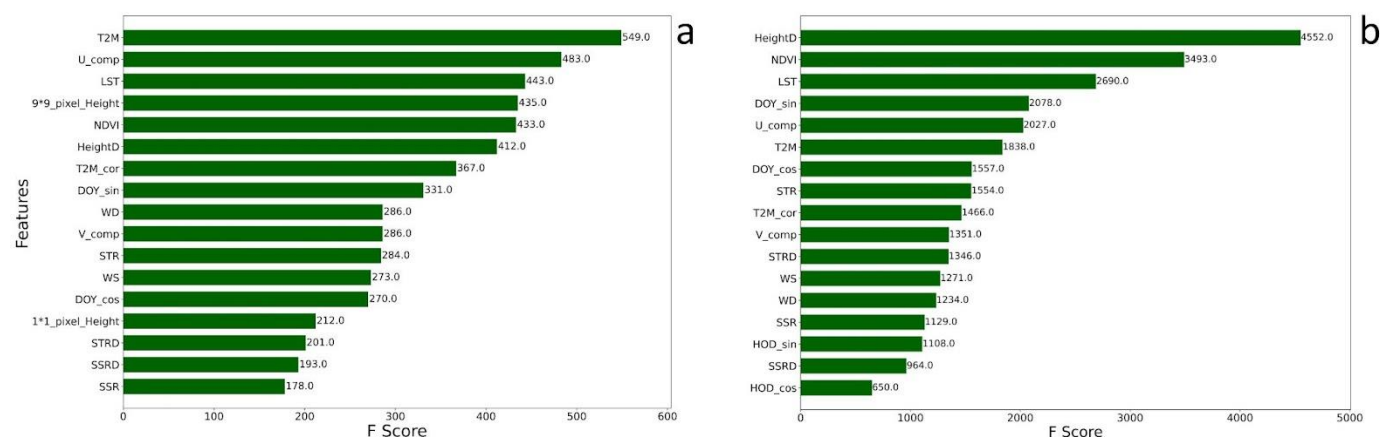 a
T2M 549.0
U_comp 483.0
LST 443.0
9*9_pixel_Height 435.0
NDVI 433.0
HeightD 412.0
T2M_cor 367.0
DOY_sin 331.0
WD 286.0
V_comp 286.0
STR 284.0
WS 273.0
DOY_cos 270.0
1*1_pixel_Height 212.0
STRD 201.0
SSRD 193.0
SSR 178.0
Features
0 100 200 300 400 500 600
F Score
b
HeightD 4552.0
NDVI 3493.0
LST 2690.0
DOY_sin 2078.0
U_comp 2027.0
T2M 1838.0
DOY_cos 1557.0
STR 1554.0
T2M_cor 1466.0
V_comp 1351.0
STRD 1346.0
WS 1271.0
WD 1234.0
SSR 1129.0
HOD_sin 1108.0
SSRD 964.0
HOD_cos 650.0
0 1000 2000 3000 4000 5000
F Score